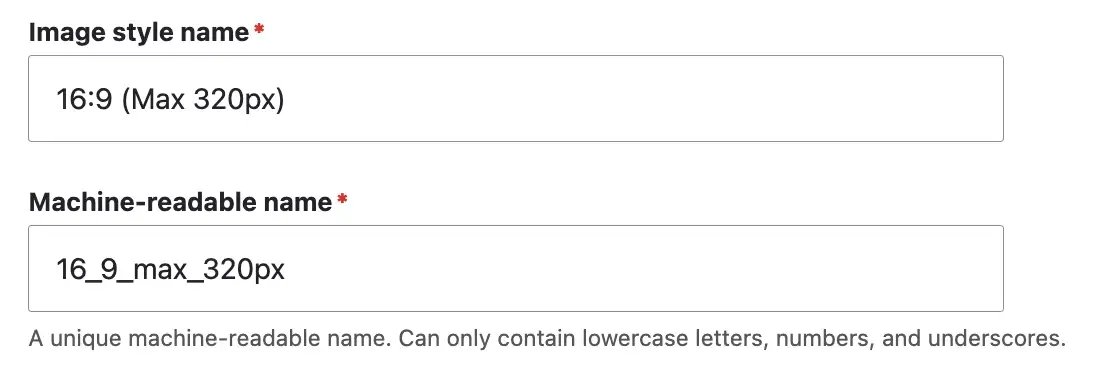 Image style name*
16:9 (Max 320px)
Machine-readable name*
16_9_max_320px
A unique machine-readable name. Can only contain lowercase letters, numbers, and underscores.